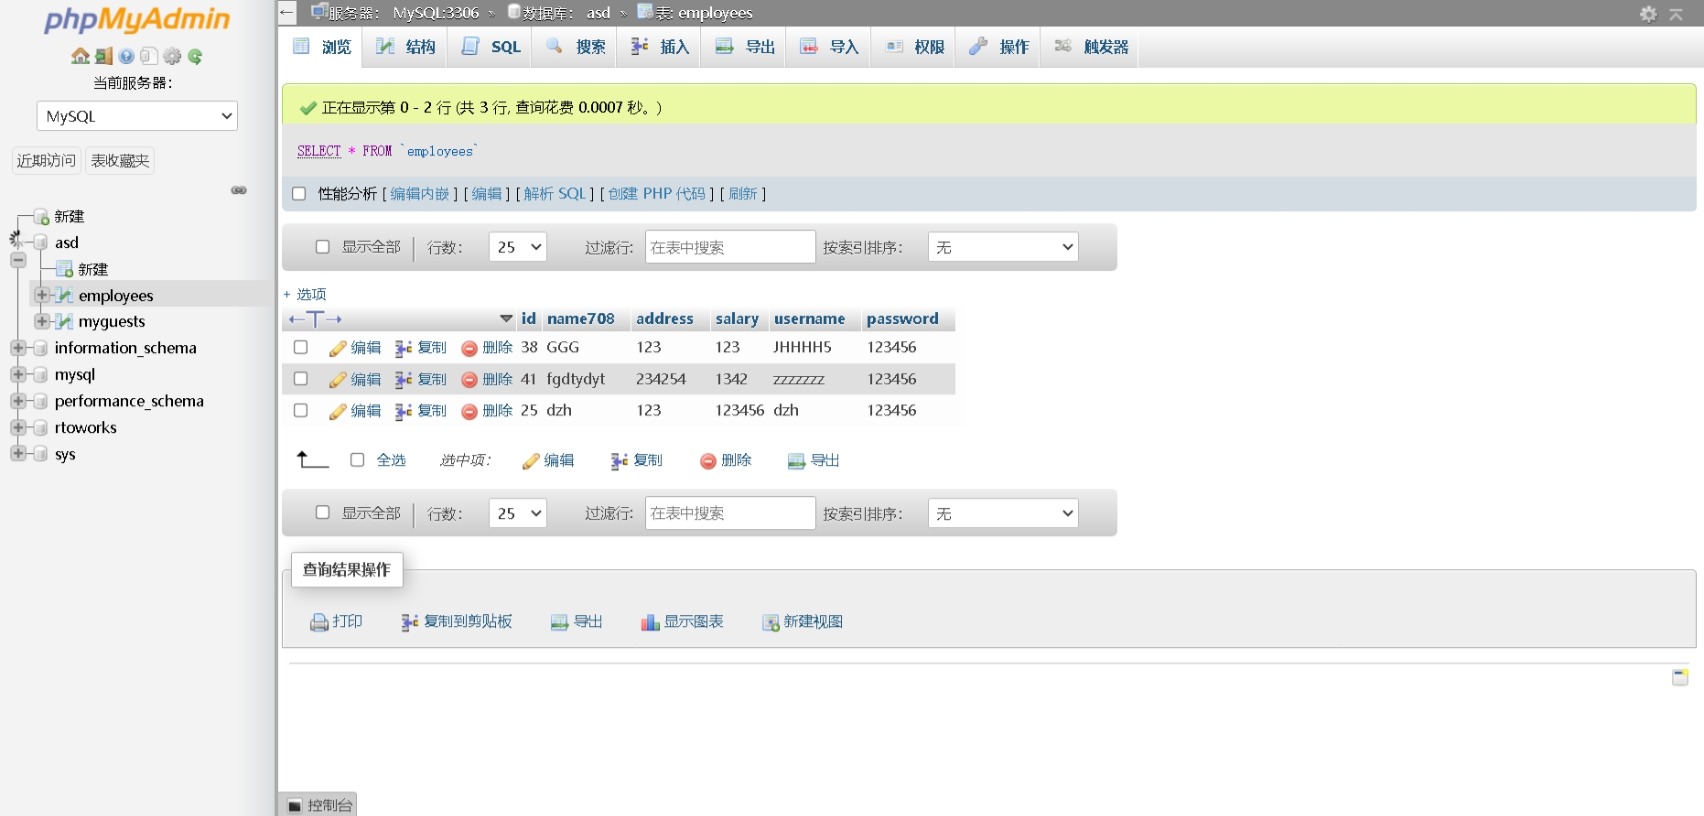 phpMyAdmin
当前服务器：
MySQL
近期访问 表收藏夹
新建
asd
新建
employees
myguests
information_schema
mysql
performance_schema
rtoworks
sys
服务器： MySQL:3306 » 数据库： asd » 表: employees
浏览 结构 SQL 搜索 插入 导出 导入 权限 操作 触发器
正在显示第 0 - 2 行 (共 3 行, 查询花费 0.0007 秒。)
SELECT * FROM `employees`
性能分析 [ 编辑内嵌 ] [ 编辑 ] [ 解析 SQL ] [ 创建 PHP 代码 ] [ 刷新 ]
显示全部 行数： 25 过滤行: 在表中搜索 按索引排序： 无
+ 选项
←T→ id name708 address salary username password
编辑 复制 删除 38 GGG 123 123 JHHHH5 123456
编辑 复制 删除 41 fgdtydyt 234254 1342 zzzzzzz 123456
编辑 复制 删除 25 dzh 123 123456 dzh 123456
全选 选中项： 编辑 复制 删除 导出
显示全部 行数： 25 过滤行: 在表中搜索 按索引排序： 无
查询结果操作
打印 复制到剪贴板 导出 显示图表 新建视图
控制台